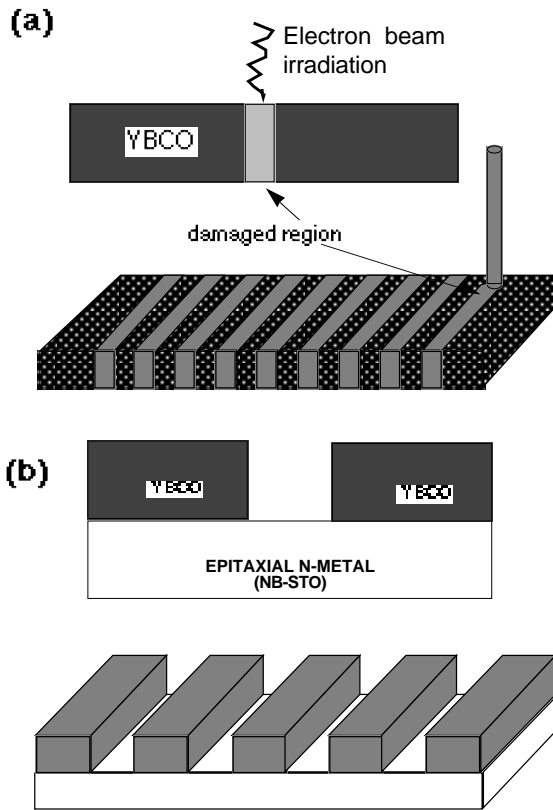 (a)
Electron beam
irradiation
YBCO
damaged region
(b)
YBCO
YBCO
EPITAXIAL N-METAL
(NB-STO)